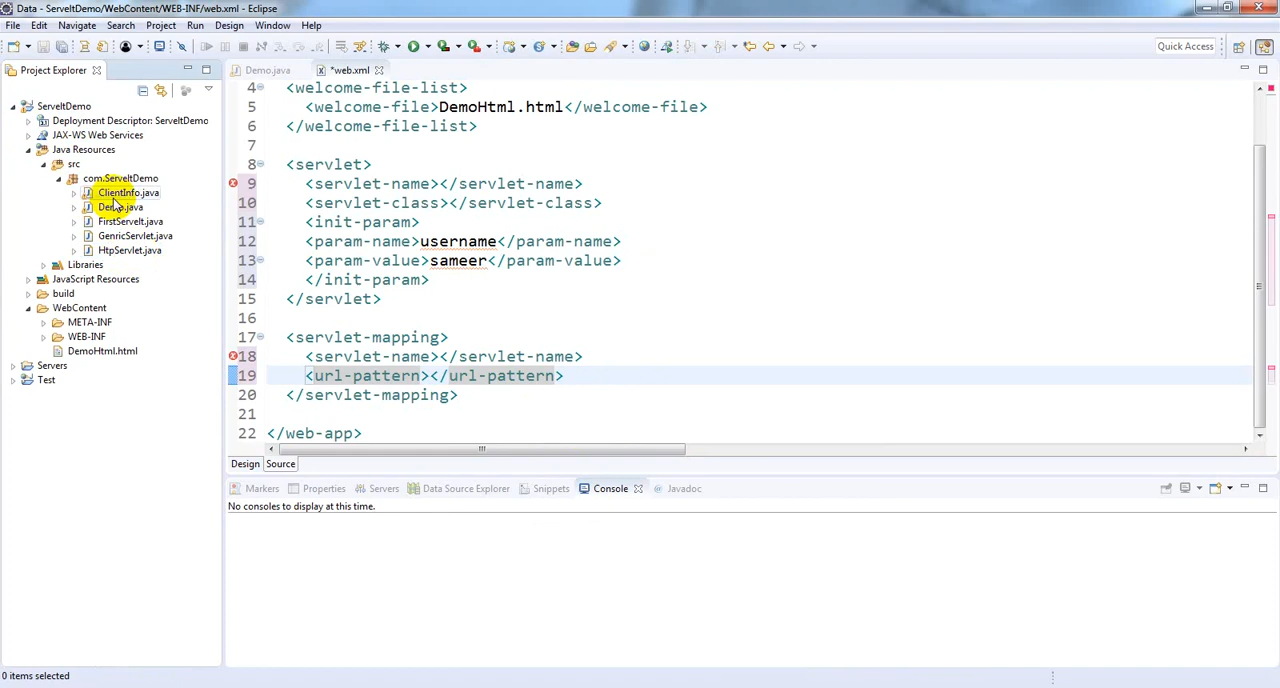 Data - ServeltDemo/WebContent/WEB-INF/web.xml - Eclipse
File Edit Navigate Search Project Run Design Window Help
Quick Access
Project Explorer
Demo.java *web.xml
ServeltDemo
Deployment Descriptor: ServeltDemo
JAX-WS Web Services
Java Resources
src
com.ServeltDemo
ClientInfo.java
Demo.java
FirstServelt.java
GenricServlet.java
HtpServlet.java
Libraries
JavaScript Resources
build
WebContent
META-INF
WEB-INF
DemoHtml.html
Servers
Test
4 <welcome-file-list>
5 <welcome-file>DemoHtml.html</welcome-file>
6 </welcome-file-list>
7
8 <servlet>
9 <servlet-name></servlet-name>
10 <servlet-class></servlet-class>
11 <init-param>
12 <param-name>username</param-name>
13 <param-value>sameer</param-value>
14 </init-param>
15 </servlet>
16
17 <servlet-mapping>
18 <servlet-name></servlet-name>
19 <url-pattern></url-pattern>
20 </servlet-mapping>
21
22 </web-app>
Design Source
Markers Properties Servers Data Source Explorer Snippets Console Javadoc
No consoles to display at this time.
0 items selected